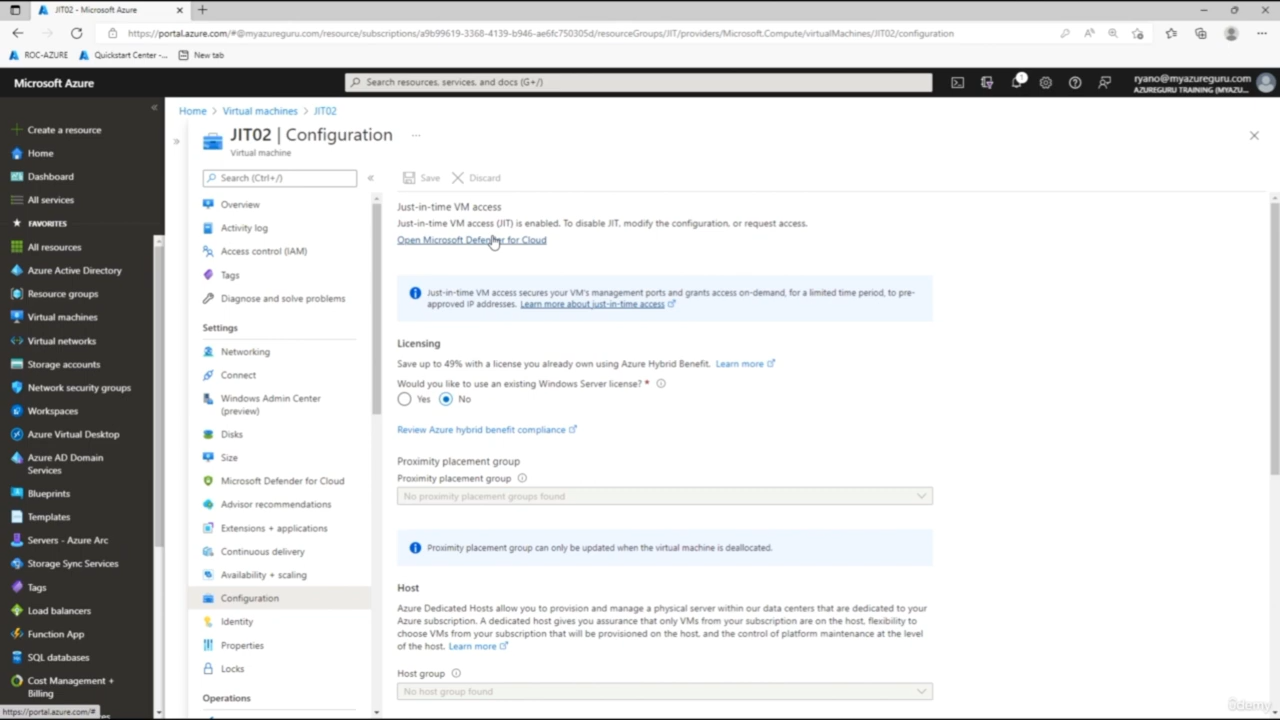 JIT02 - Microsoft Azure
https://portal.azure.com/#@myazureguru.com/resource/subscriptions/a9b99619-3368-4139-b946-ae6fc750305d/resourceGroups/JIT/providers/Microsoft.Compute/virtualMachines/JIT02/configuration
ROC-AZURE
Quickstart Center -...
New tab
Microsoft Azure
Search resources, services, and docs (G+/)
1
ryano@myazureguru.com
AZUREGURU TRAINING (MYAZU...
Create a resource
Home
Dashboard
All services
FAVORITES
All resources
Azure Active Directory
Resource groups
Virtual machines
Virtual networks
Storage accounts
Network security groups
Workspaces
Azure Virtual Desktop
Azure AD Domain
Services
Blueprints
Templates
Servers - Azure Arc
Storage Sync Services
Tags
Load balancers
Function App
SQL databases
Cost Management +
Billing
https://portal.azure.com/#
Home > Virtual machines > JIT02
JIT02 | Configuration ...
Virtual machine
Search (Ctrl+/)
Overview
Activity log
Access control (IAM)
Tags
Diagnose and solve problems
Settings
Networking
Connect
Windows Admin Center
(preview)
Disks
Size
Microsoft Defender for Cloud
Advisor recommendations
Extensions + applications
Continuous delivery
Availability + scaling
Configuration
Identity
Properties
Locks
Operations
Save
Discard
Just-in-time VM access
Just-in-time VM access (JIT) is enabled. To disable JIT, modify the configuration, or request access.
Open Microsoft Defender for Cloud
Just-in-time VM access secures your VM's management ports and grants access on-demand, for a limited time period, to pre-
approved IP addresses. Learn more about just-in-time access
Licensing
Save up to 49% with a license you already own using Azure Hybrid Benefit. Learn more
Would you like to use an existing Windows Server license? *
Yes No
Review Azure hybrid benefit compliance
Proximity placement group
Proximity placement group
No proximity placement groups found
Proximity placement group can only be updated when the virtual machine is deallocated.
Host
Azure Dedicated Hosts allow you to provision and manage a physical server within our data centers that are dedicated to your
Azure subscription. A dedicated host gives you assurance that only VMs from your subscription are on the host, flexibility to
choose VMs from your subscription that will be provisioned on the host, and the control of platform maintenance at the level
of the host. Learn more
Host group
No host group found
ûdemy